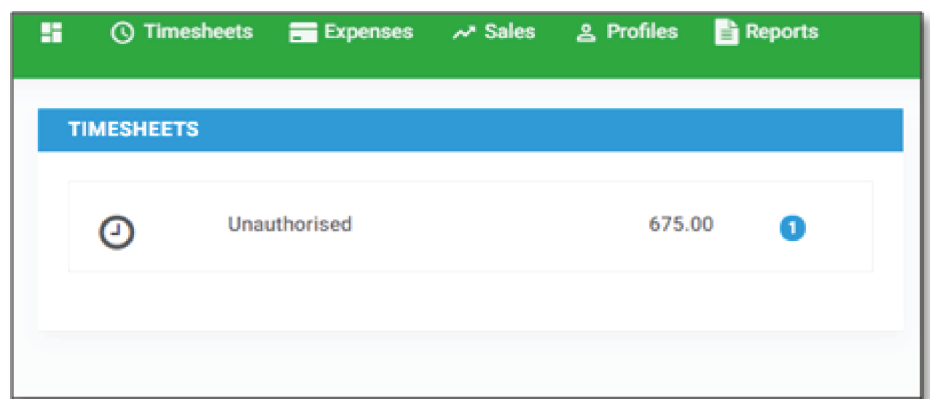 Timesheets Expenses Sales Profiles Reports
TIMESHEETS
Unauthorised 675.00 1